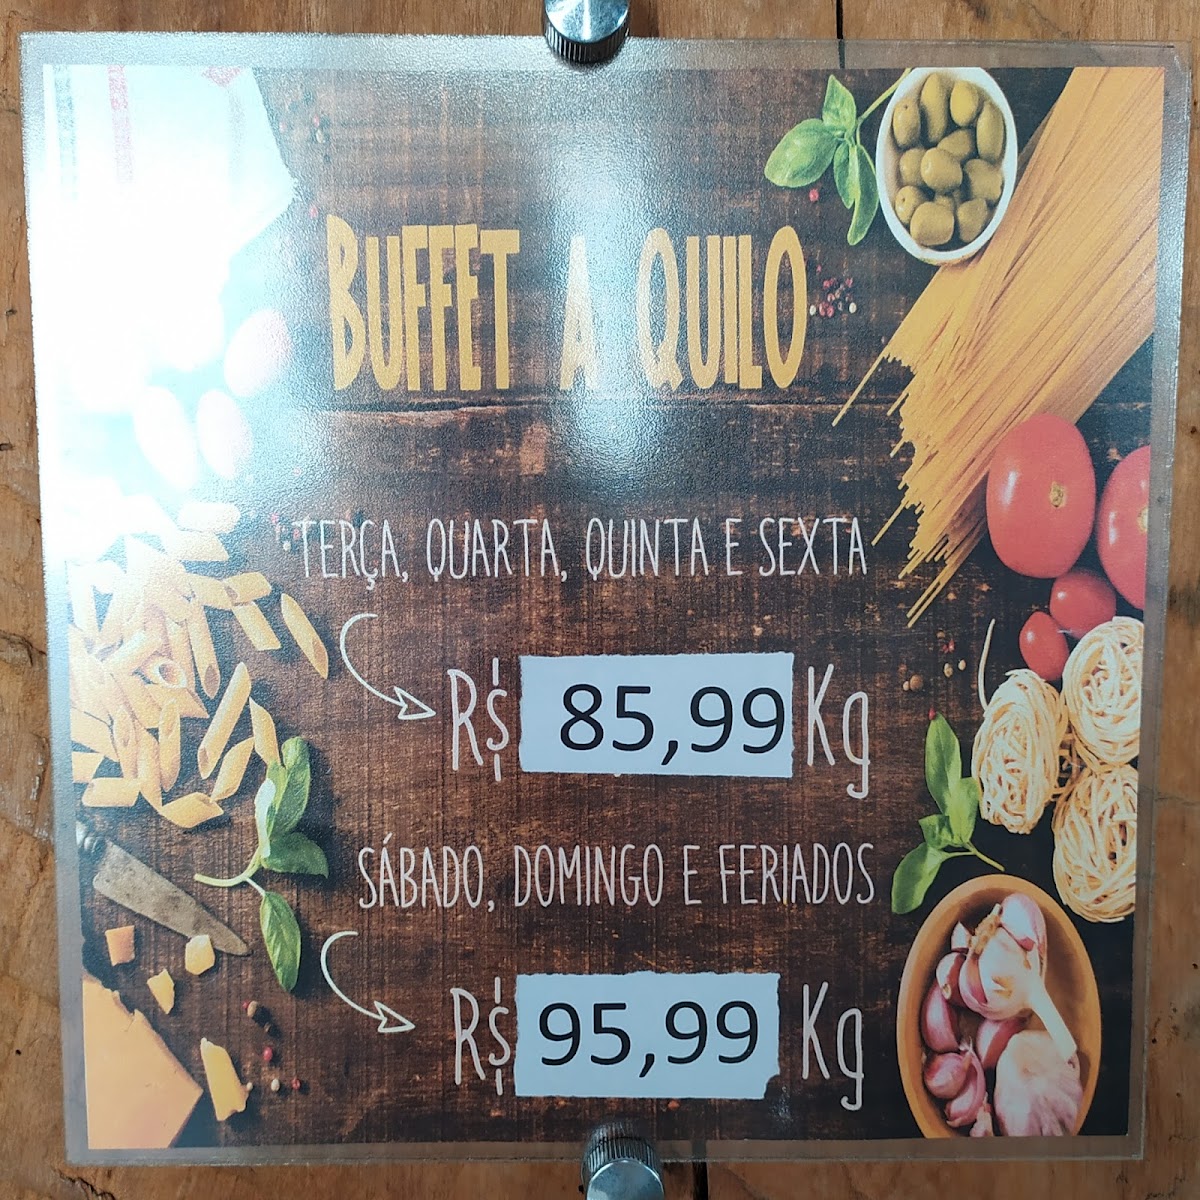 BUFFET A QUILO
TERÇA, QUARTA, QUINTA E SEXTA
R$ 85,99 Kg
SÁBADO, DOMINGO E FERIADOS
R$ 95,99 Kg